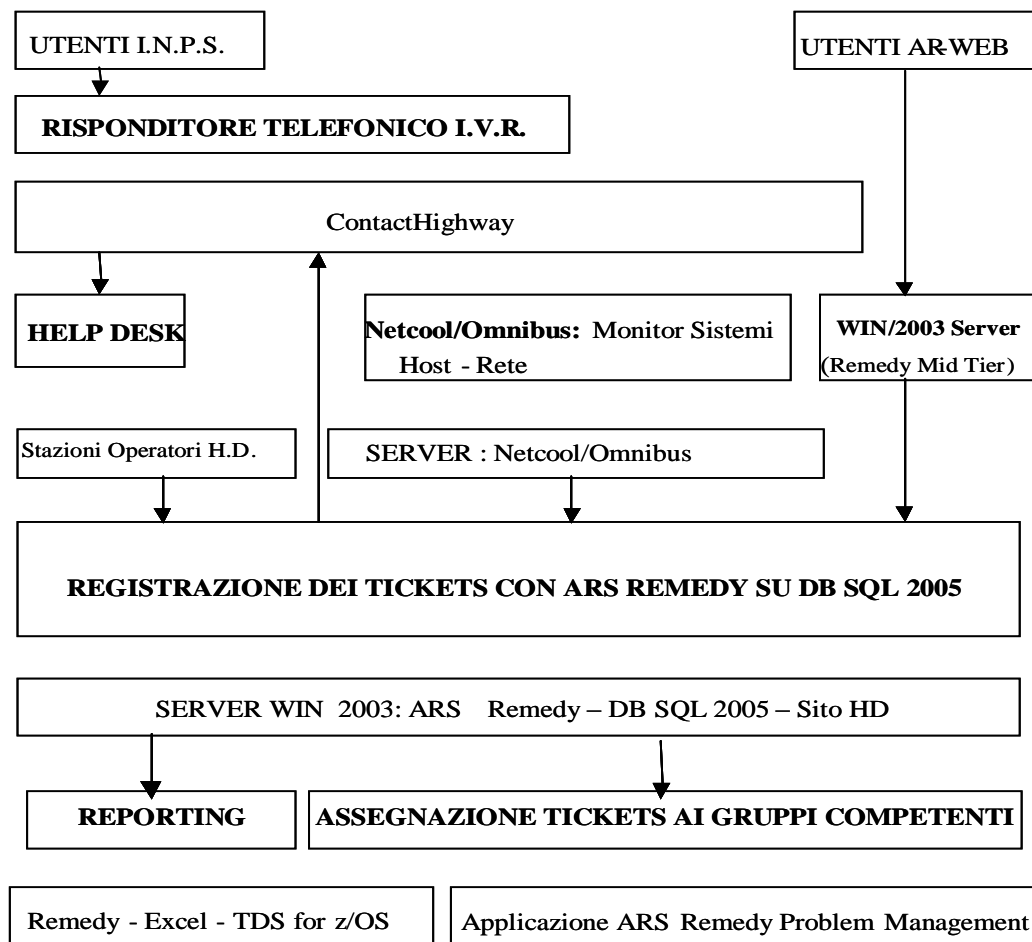 UTENTI I.N.P.S.
UTENTI AR-WEB
RISPONDITORE TELEFONICO I.V.R.
ContactHighway
HELP DESK
Netcool/Omnibus: Monitor Sistemi
Host - Rete
WIN/2003 Server
(Remedy Mid Tier)
Stazioni Operatori H.D.
SERVER : Netcool/Omnibus
REGISTRAZIONE DEI TICKETS CON ARS REMEDY SU DB SQL 2005
SERVER WIN 2003: ARS Remedy – DB SQL 2005 – Sito HD
REPORTING
ASSEGNAZIONE TICKETS AI GRUPPI COMPETENTI
Remedy - Excel - TDS for z/OS
Applicazione ARS Remedy Problem Management